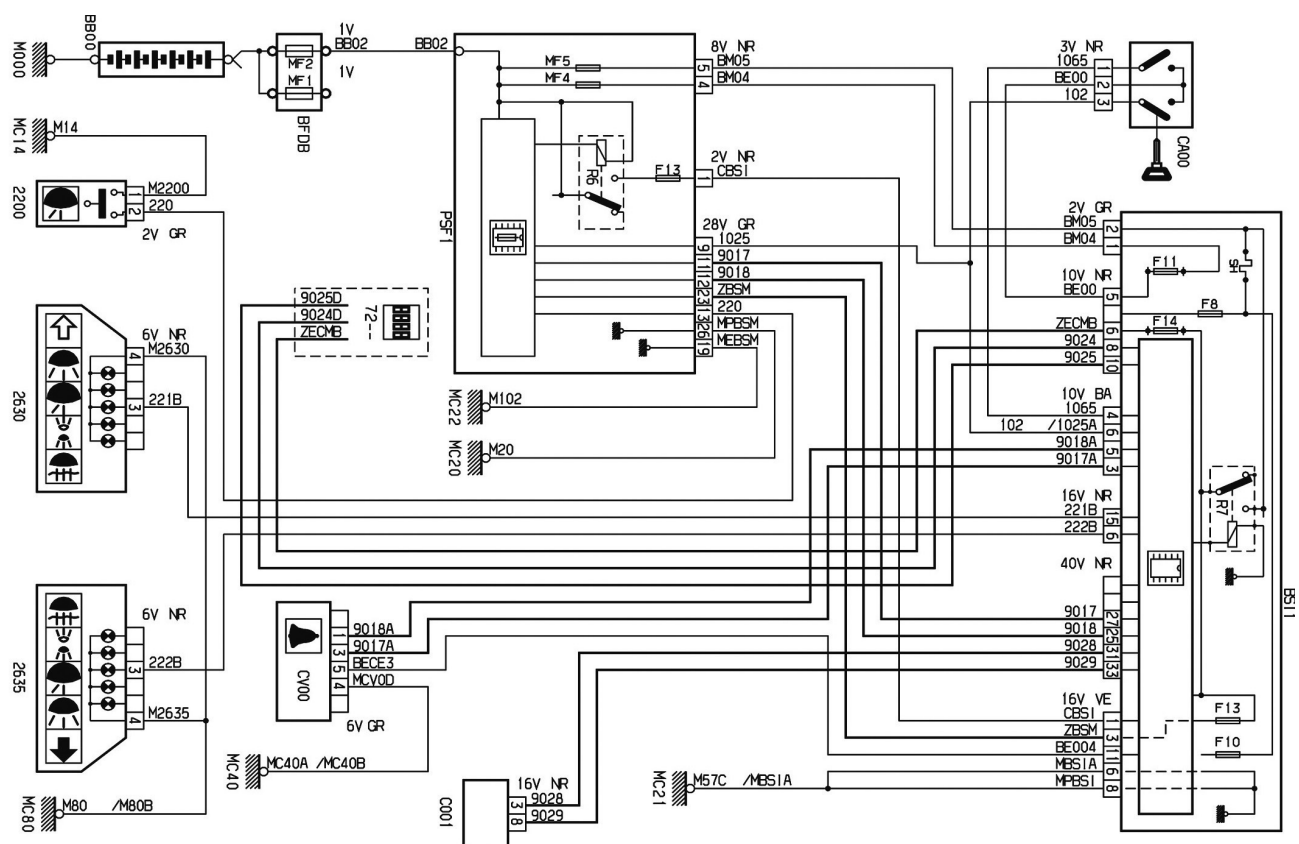 BB00
M000
1V
BB02
MF2
MF1
1V
BFDB
BB02
MF5
MF4
8V NR
5 BM05
4 BM04
R6
F13
2V NR
1 CBSI
PSF1
28V GR
9 1025
11 9017
12 9018
23 ZBSM
13 220
26 MPBSM
19 MEBSM
MC14
M14
2200
1 M2200
2 220
2V GR
9025D
9024D
ZECMB
72--
MC22
M102
MC20
M20
2630
6V NR
4 M2630
3 221B
2635
6V NR
3 222B
4 M2635
MC80
M80 /M80B
CV00
1 9018A
3 9017A
5 BECE3
4 MCV0D
6V GR
MC40
MC40A /MC40B
C001
16V NR
3 9028
8 9029
MC21
M57C /MBSIA
3V NR
1065 1
BE00 2
102 3
CA00
BSI1
2V GR
BM05 2
BM04 1
SH
F11
10V NR
BE00 5
F8
F14
ZECMB 6
9024 8
9025 10
10V BA
1065 4
102 /1025A 6
9018A 5
9017A 3
R7
16V NR
221B 15
222B 6
40V NR
9017 27
9018 25
9028 31
9029 33
16V VE
CBSI 1
ZBSM 3
BE004 11
MBSIA 6
MPBSI 8
F13
F10